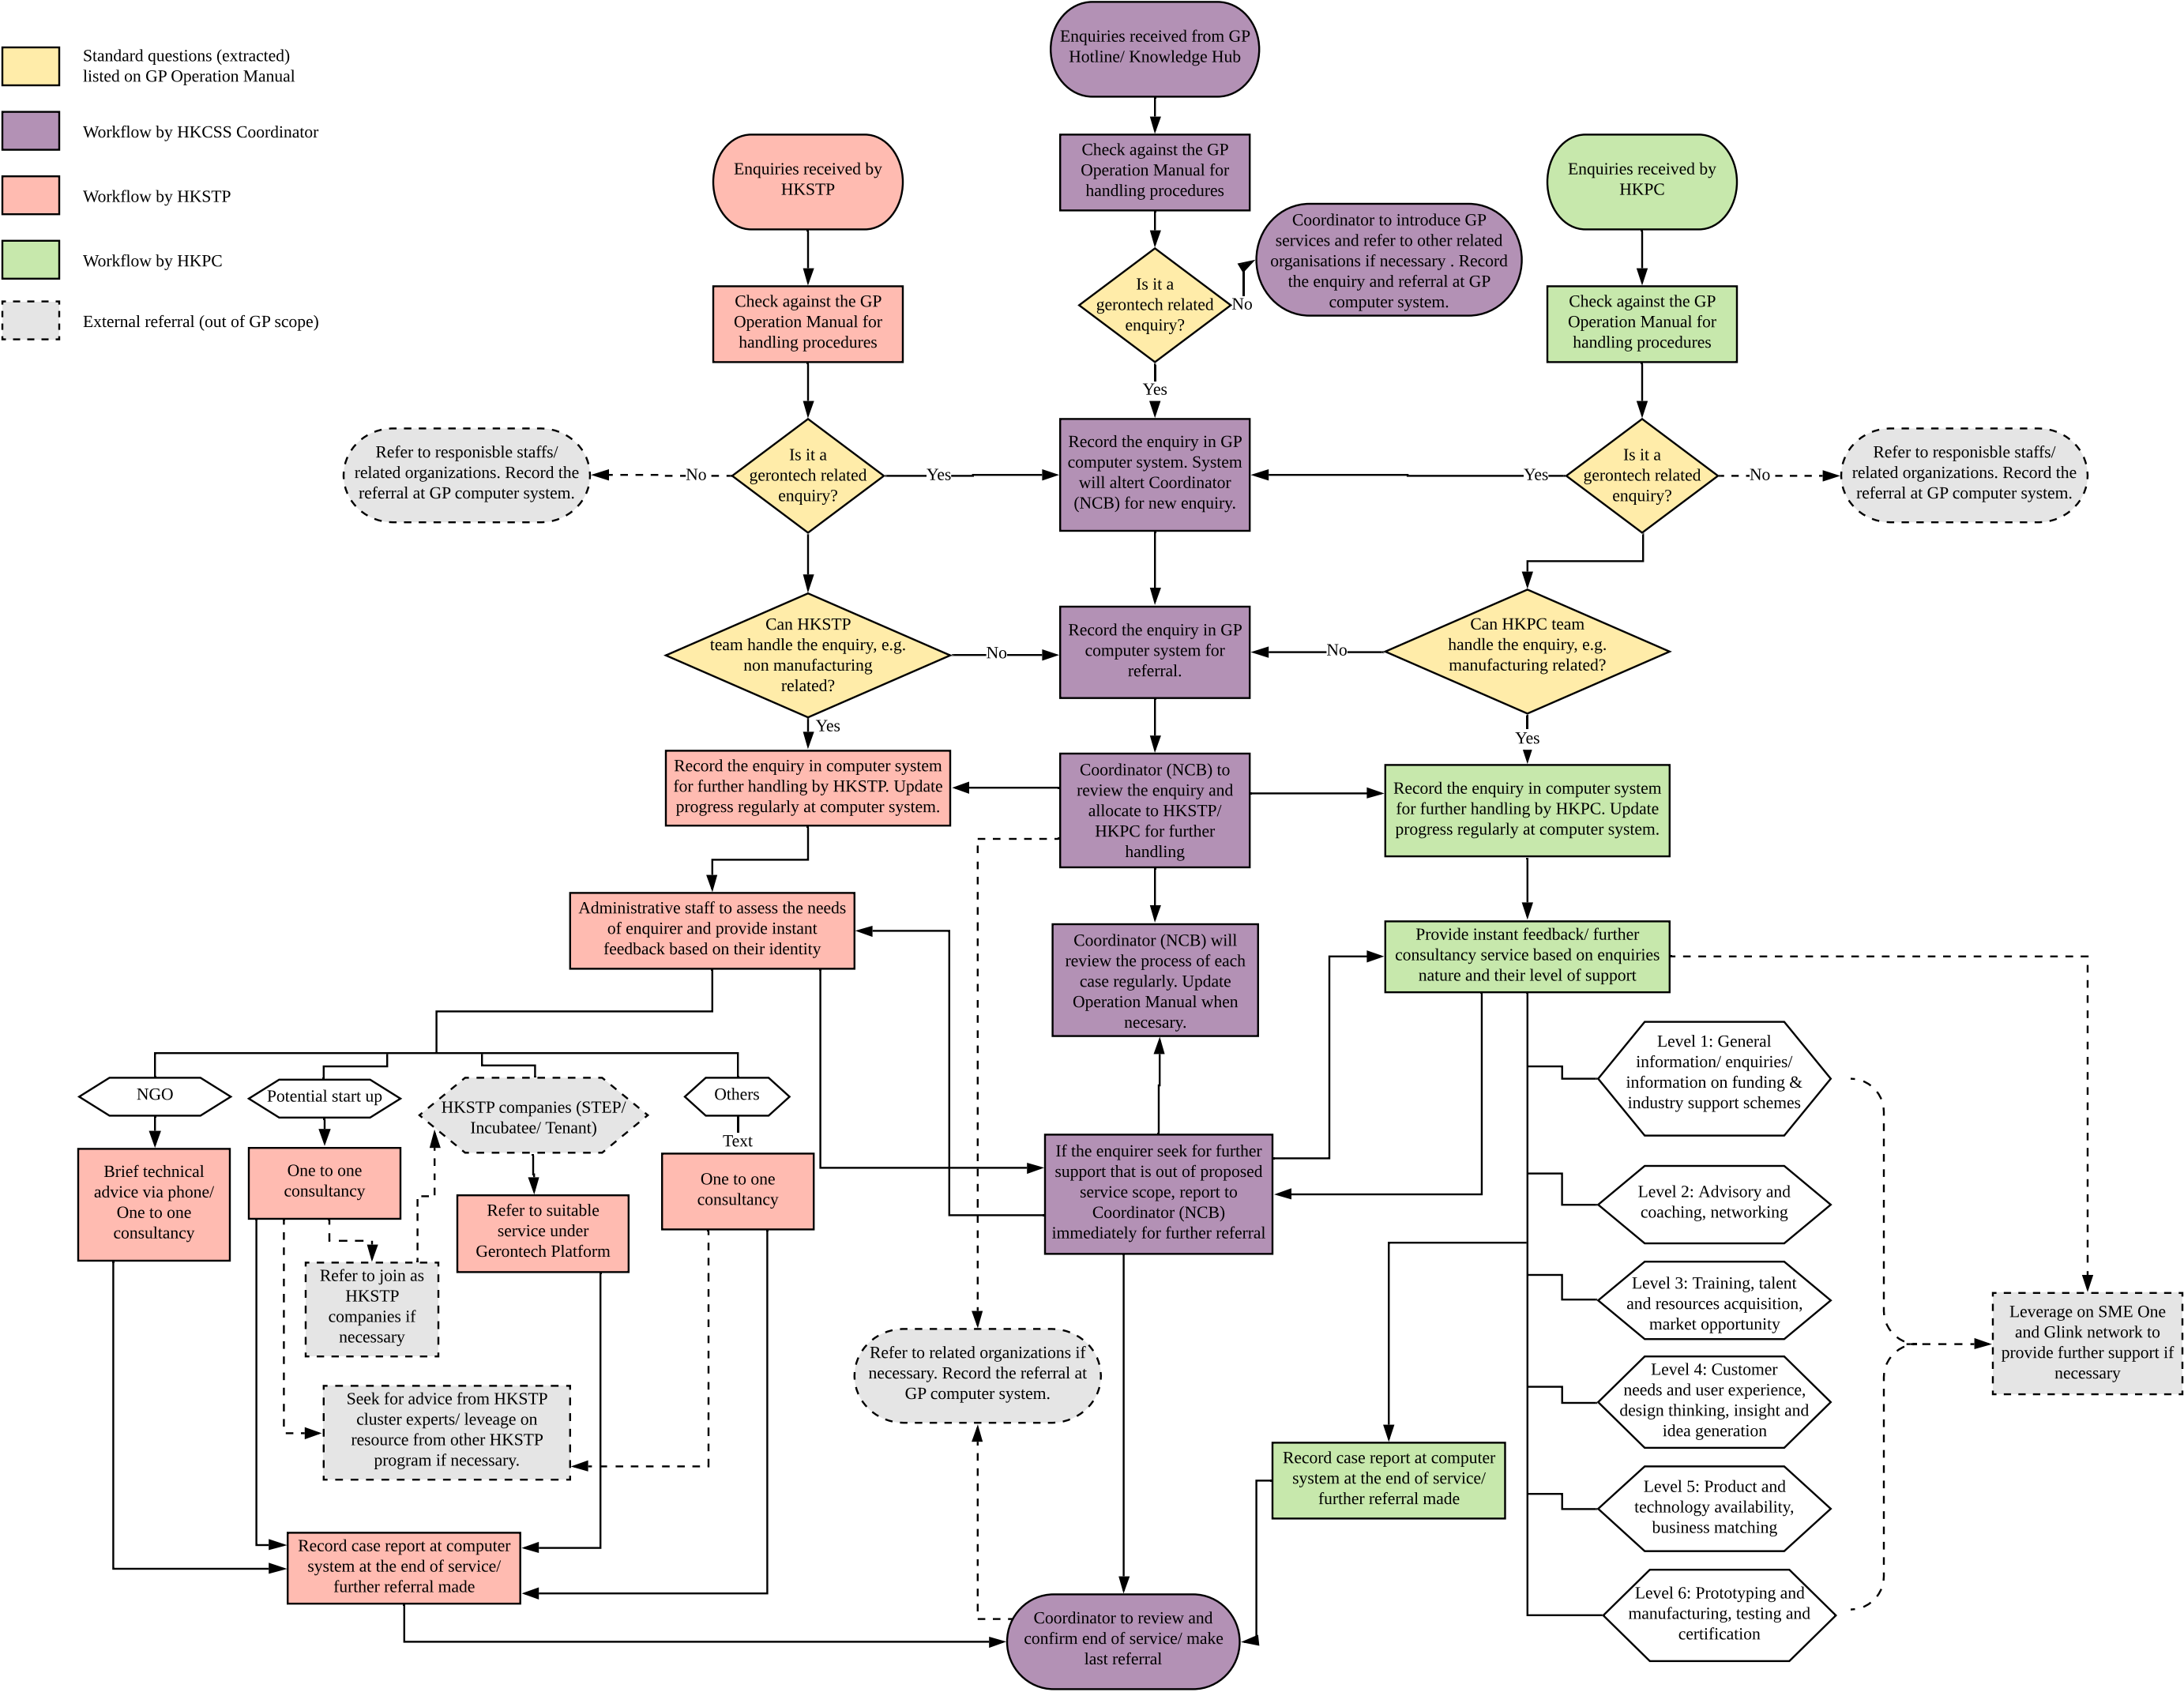 Standard questions (extracted)
listed on GP Operation Manual
Workflow by HKCSS Coordinator
Workflow by HKSTP
Workflow by HKPC
External referral (out of GP scope)
Enquiries received from GP
Hotline/ Knowledge Hub
Check against the GP
Operation Manual for
handling procedures
Is it a
gerontech related
enquiry?
No
Coordinator to introduce GP
services and refer to other related
organisations if necessary . Record
the enquiry and referral at GP
computer system.
Yes
Enquiries received by
HKSTP
Check against the GP
Operation Manual for
handling procedures
Enquiries received by
HKPC
Check against the GP
Operation Manual for
handling procedures
Refer to responisble staffs/
related organizations. Record the
referral at GP computer system.
No
Is it a
gerontech related
enquiry?
Yes
Record the enquiry in GP
computer system. System
will altert Coordinator
(NCB) for new enquiry.
Yes
Is it a
gerontech related
enquiry?
No
Refer to responisble staffs/
related organizations. Record the
referral at GP computer system.
Can HKSTP
team handle the enquiry, e.g.
non manufacturing
related?
No
Yes
Record the enquiry in GP
computer system for
referral.
No
Can HKPC team
handle the enquiry, e.g.
manufacturing related?
Yes
Record the enquiry in computer system
for further handling by HKSTP. Update
progress regularly at computer system.
Coordinator (NCB) to
review the enquiry and
allocate to HKSTP/
HKPC for further
handling
Record the enquiry in computer system
for further handling by HKPC. Update
progress regularly at computer system.
Administrative staff to assess the needs
of enquirer and provide instant
feedback based on their identity
Coordinator (NCB) will
review the process of each
case regularly. Update
Operation Manual when
necesary.
Provide instant feedback/ further
consultancy service based on enquiries
nature and their level of support
NGO
Potential start up
HKSTP companies (STEP/
Incubatee/ Tenant)
Others
Text
Brief technical
advice via phone/
One to one
consultancy
One to one
consultancy
Refer to suitable
service under
Gerontech Platform
One to one
consultancy
Refer to join as
HKSTP
companies if
necessary
Seek for advice from HKSTP
cluster experts/ leveage on
resource from other HKSTP
program if necessary.
Record case report at computer
system at the end of service/
further referral made
If the enquirer seek for further
support that is out of proposed
service scope, report to
Coordinator (NCB)
immediately for further referral
Refer to related organizations if
necessary. Record the referral at
GP computer system.
Coordinator to review and
confirm end of service/ make
last referral
Record case report at computer
system at the end of service/
further referral made
Level 1: General
information/ enquiries/
information on funding &
industry support schemes
Level 2: Advisory and
coaching, networking
Level 3: Training, talent
and resources acquisition,
market opportunity
Level 4: Customer
needs and user experience,
design thinking, insight and
idea generation
Level 5: Product and
technology availability,
business matching
Level 6: Prototyping and
manufacturing, testing and
certification
Leverage on SME One
and Glink network to
provide further support if
necessary